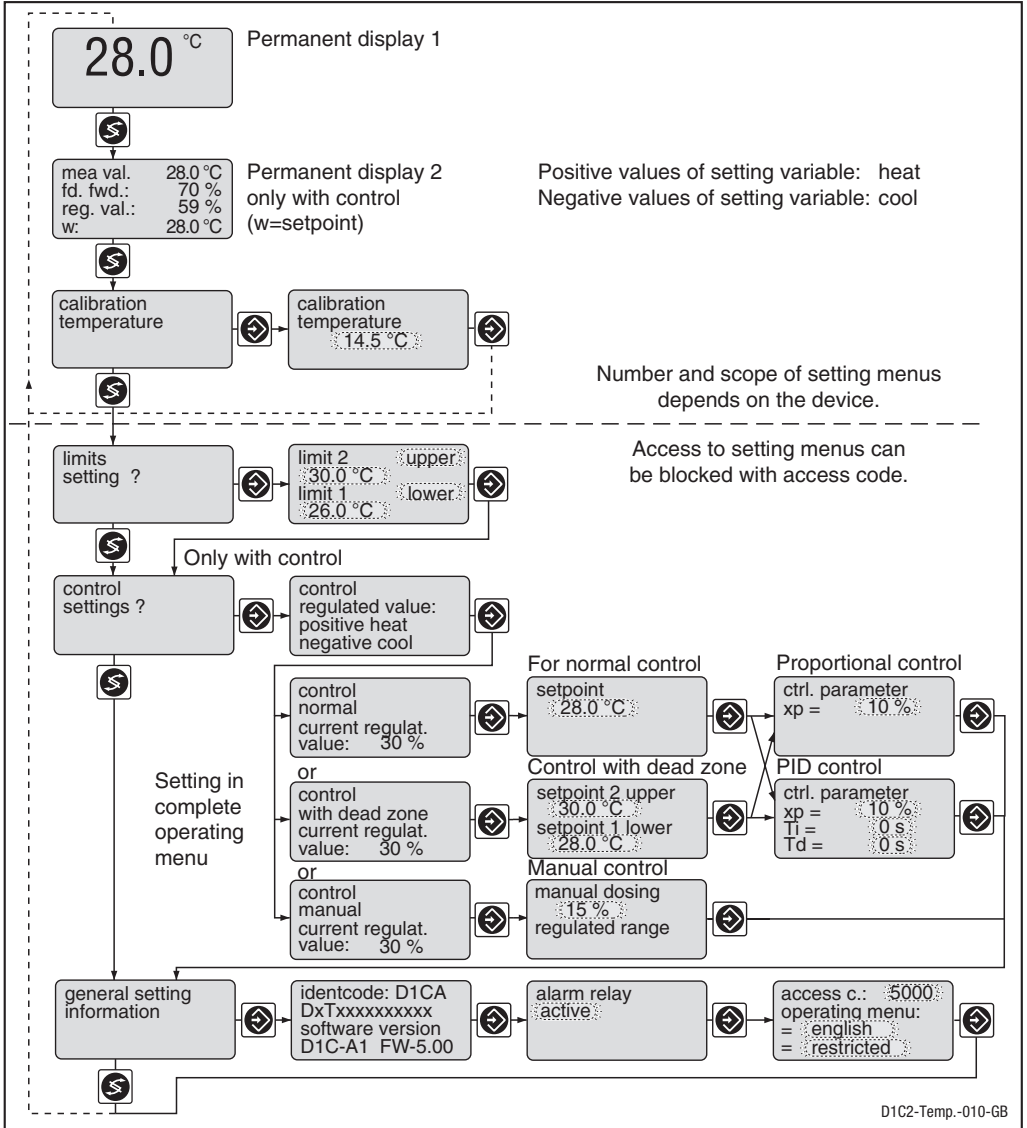 28.0 °C
Permanent display 1
mea val. 28.0 °C
fd. fwd.: 70 %
reg. val.: 59 %
w: 28.0 °C
Permanent display 2
only with control
(w=setpoint)
Positive values of setting variable: heat
Negative values of setting variable: cool
calibration
temperature
calibration
temperature
14.5 °C
Number and scope of setting menus
depends on the device.
Access to setting menus can
be blocked with access code.
limits
setting ?
limit 2 upper
30.0 °C
limit 1 lower
26.0 °C
Only with control
control
settings ?
control
regulated value:
positive heat
negative cool
Setting in
complete
operating
menu
control
normal
current regulat.
value: 30 %
For normal control
setpoint
28.0 °C
Proportional control
ctrl. parameter
xp = 10 %
or
control
with dead zone
current regulat.
value: 30 %
Control with dead zone
setpoint 2 upper
30.0 °C
setpoint 1 lower
28.0 °C
PID control
ctrl. parameter
xp = 10 %
Ti = 0 s
Td = 0 s
or
control
manual
current regulat.
value: 30 %
Manual control
manual dosing
15 %
regulated range
general setting
information
identcode: D1CA
DxTxxxxxxxxxx
software version
D1C-A1 FW-5.00
alarm relay
active
access c.: 5000
operating menu:
= english
= restricted
D1C2-Temp.-010-GB